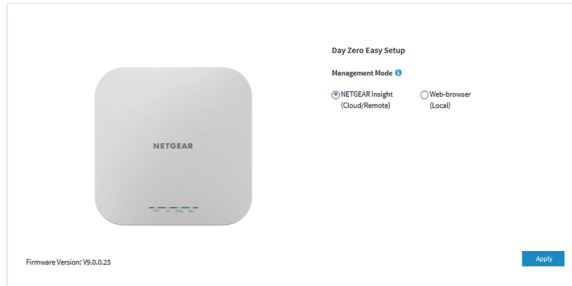 Day Zero Easy Setup
Management Mode
NETGEAR Insight
(Cloud/Remote)
Web-browser
(Local)
NETGEAR
Firmware Version: V9.0.0.23
Apply